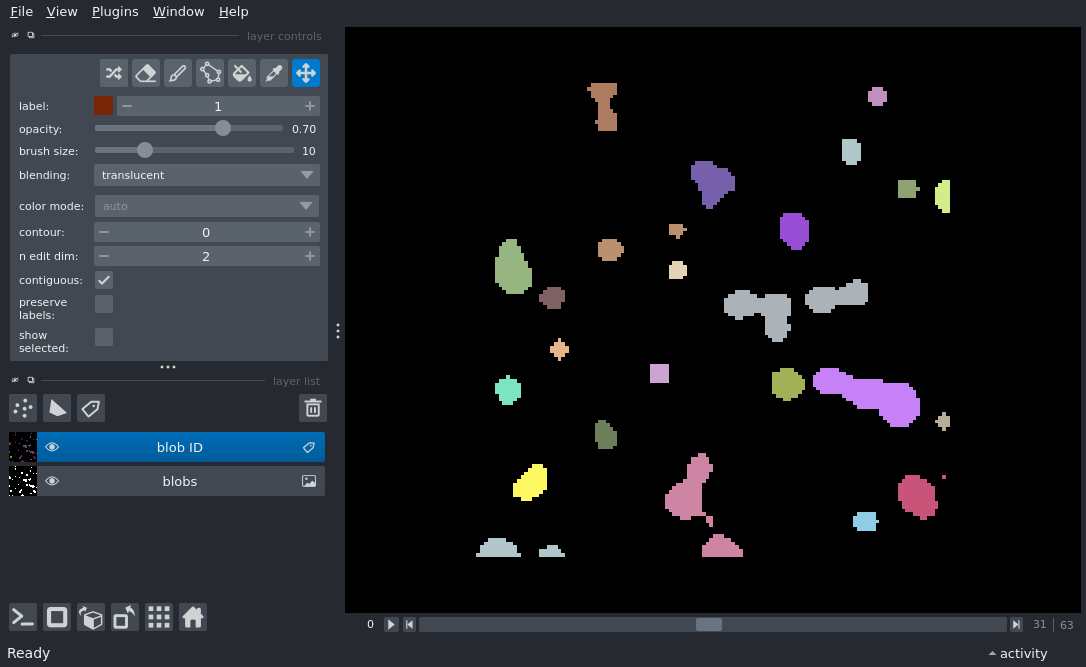 File View Plugins Window Help
layer controls
label: 1
opacity: 0.70
brush size: 10
blending: translucent
color mode: auto
contour: 0
n edit dim: 2
contiguous:
preserve
labels:
show
selected:
layer list
blob ID
blobs
0 31 | 63
Ready activity